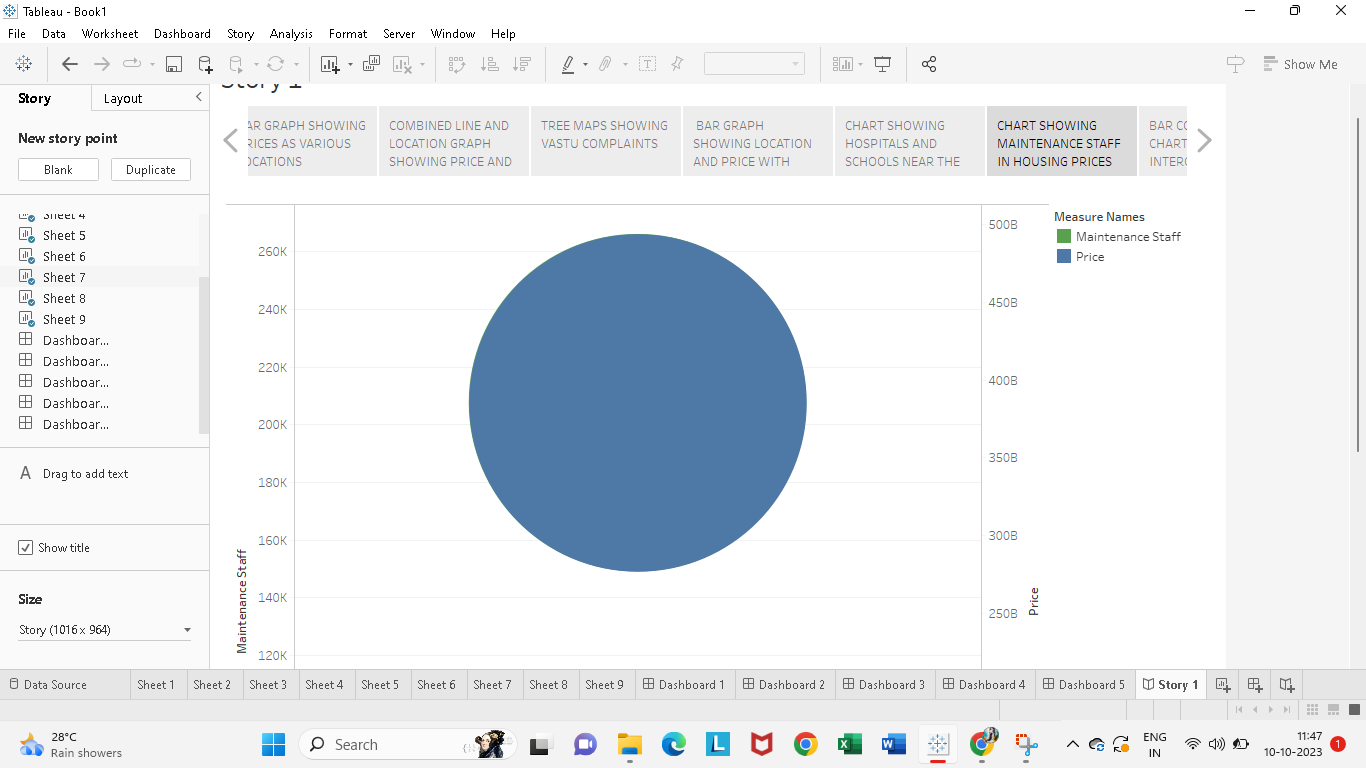 Tableau - Book1
File Data Worksheet Dashboard Story Analysis Format Server Window Help
Show Me
Story Layout
Story 1
New story point
Blank Duplicate
AR GRAPH SHOWING
RICES AS VARIOUS
OCATIONS
COMBINED LINE AND
LOCATION GRAPH
SHOWING PRICE AND
TREE MAPS SHOWING
VASTU COMPLAINTS
BAR GRAPH
SHOWING LOCATION
AND PRICE WITH
CHART SHOWING
HOSPITALS AND
SCHOOLS NEAR THE
CHART SHOWING
MAINTENANCE STAFF
IN HOUSING PRICES
BAR CO
CHART
INTERC
Sheet 4
Sheet 5
Sheet 6
Sheet 7
Sheet 8
Sheet 9
Dashboar...
Dashboar...
Dashboar...
Dashboar...
Dashboar...
A Drag to add text
Show title
Size
Story (1016 x 964)
260K
240K
220K
200K
180K
160K
140K
120K
Maintenance Staff
500B
450B
400B
350B
300B
250B
Price
Measure Names
Maintenance Staff
Price
Data Source Sheet 1 Sheet 2 Sheet 3 Sheet 4 Sheet 5 Sheet 6 Sheet 7 Sheet 8 Sheet 9 Dashboard 1 Dashboard 2 Dashboard 3 Dashboard 4 Dashboard 5 Story 1
28°C
Rain showers
Search
ENG
IN
11:47
10-10-2023
1